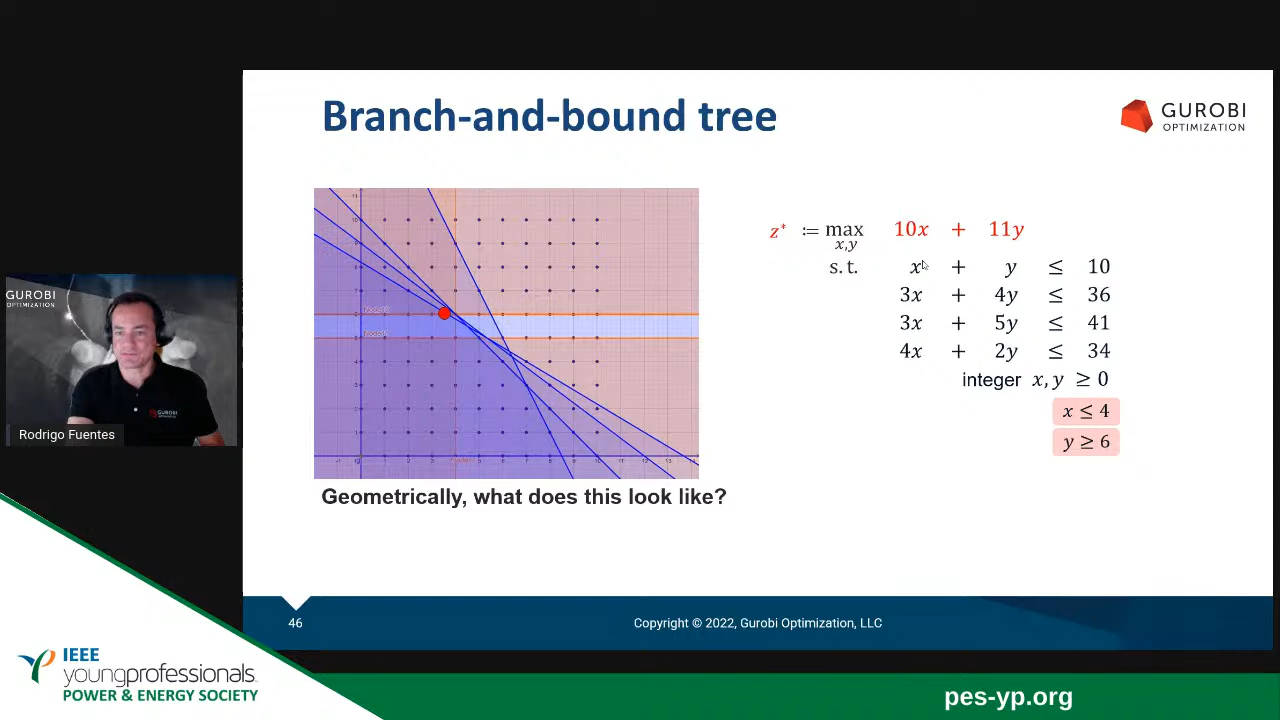 Branch-and-bound tree
GUROBI
OPTIMIZATION
z* := max 10x + 11y
x,y
s. t. x + y ≤ 10
3x + 4y ≤ 36
3x + 5y ≤ 41
4x + 2y ≤ 34
integer x, y ≥ 0
x ≤ 4
y ≥ 6
Geometrically, what does this look like?
GUROBI
OPTIMIZATION
Rodrigo Fuentes
46
Copyright © 2022, Gurobi Optimization, LLC
IEEE
youngprofessionals
POWER & ENERGY SOCIETY
pes-yp.org